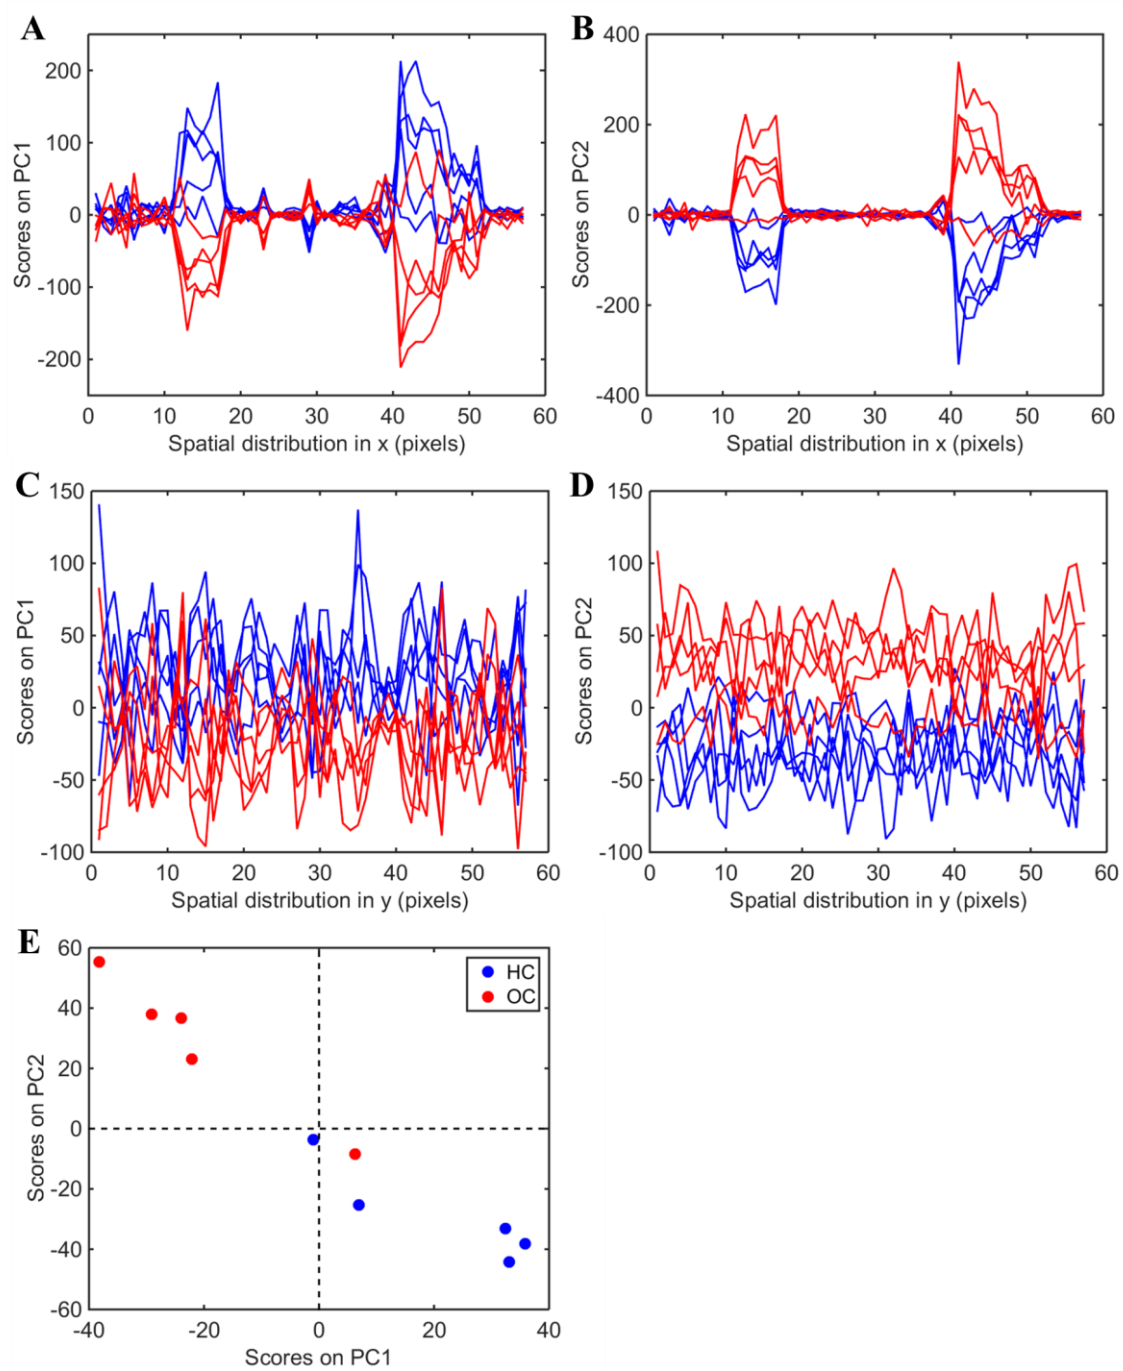 A
B
Scores on PC1
200
100
0
-100
-200
0 10 20 30 40 50 60
Spatial distribution in x (pixels)
Scores on PC2
400
200
0
-200
-400
0 10 20 30 40 50 60
Spatial distribution in x (pixels)
C
D
Scores on PC1
150
100
50
0
-50
-100
0 10 20 30 40 50 60
Spatial distribution in y (pixels)
Scores on PC2
150
100
50
0
-50
-100
0 10 20 30 40 50 60
Spatial distribution in y (pixels)
E
Scores on PC2
60
40
20
0
-20
-40
-60
HC
OC
-40 -20 0 20 40
Scores on PC1